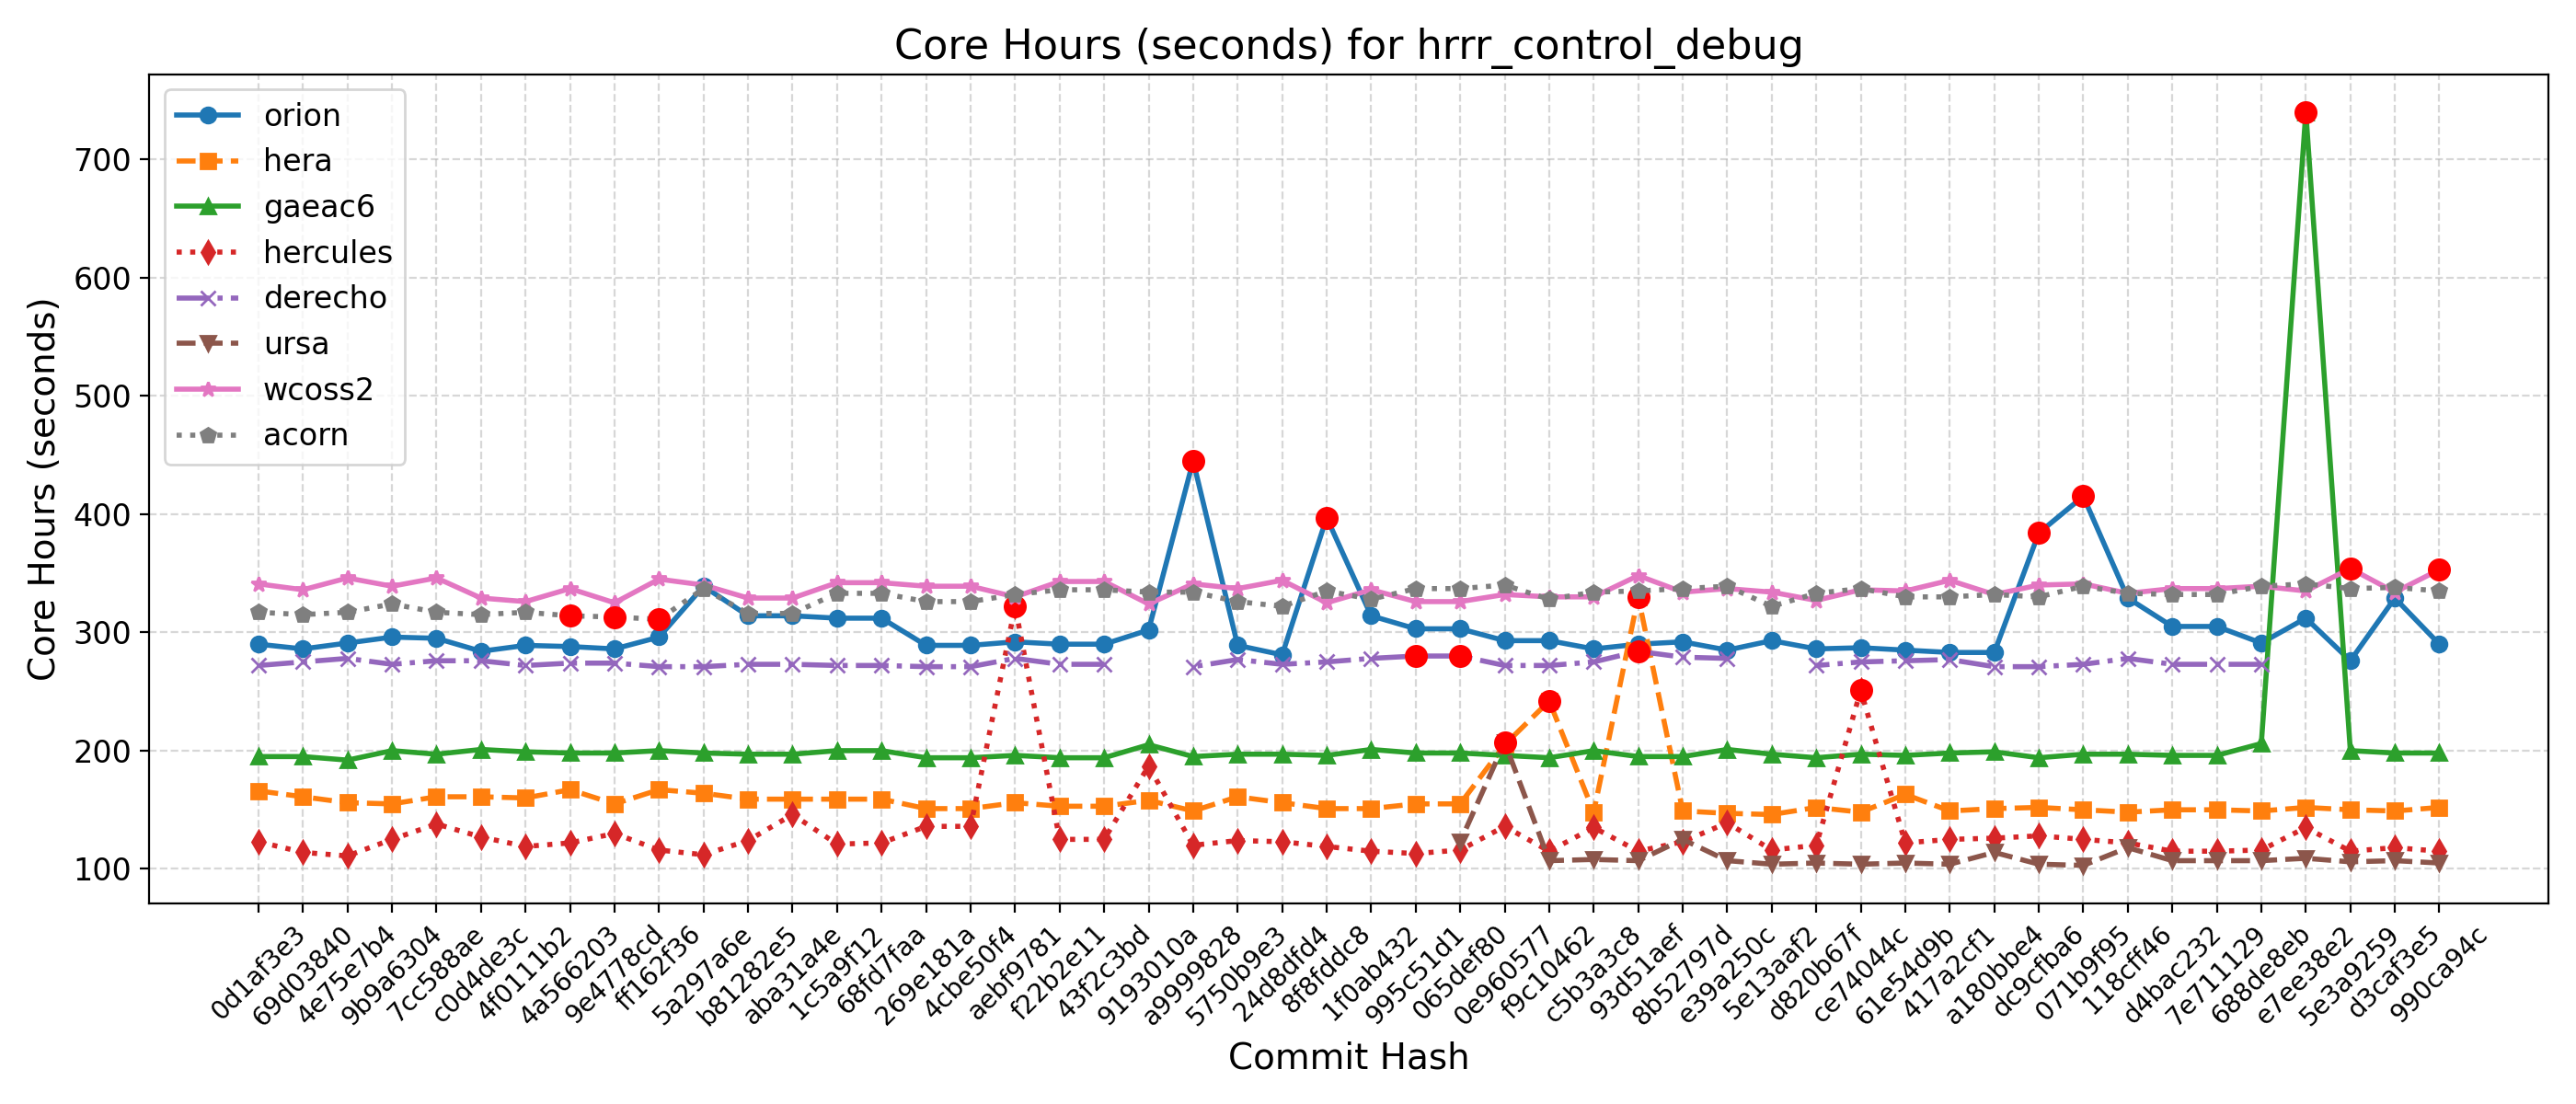 Core Hours (seconds) for hrrr_control_debug
Core Hours (seconds)
700
600
500
400
300
200
100
orion
hera
gaeac6
hercules
derecho
ursa
wcoss2
acorn
0d1af3e3
69d03840
4e75e7b4
9b9a6304
7cc588ae
c0d4de3c
4f0111b2
4a566203
9e4778cd
ff162f36
5a297a6e
b81282e5
aba31a4e
1c5a9f12
68fd7faa
269e181a
4cbe50f4
aebf9781
f22b2e11
43f2c3bd
9193010a
a9999828
5750b9e3
24d8dfd4
8f8fddc8
1f0ab432
995c51d1
065def80
0e960577
f9c10462
c5b3a3c8
93d51aef
8b52797d
e39a250c
5e13aaf2
d820b67f
ce74044c
61e54d9b
417a2cf1
a180bbe4
dc9cfba6
071b9f95
118cff46
d4bac232
7e711129
688de8eb
e7ee38e2
5e3a9259
d3caf3e5
990ca94c
Commit Hash